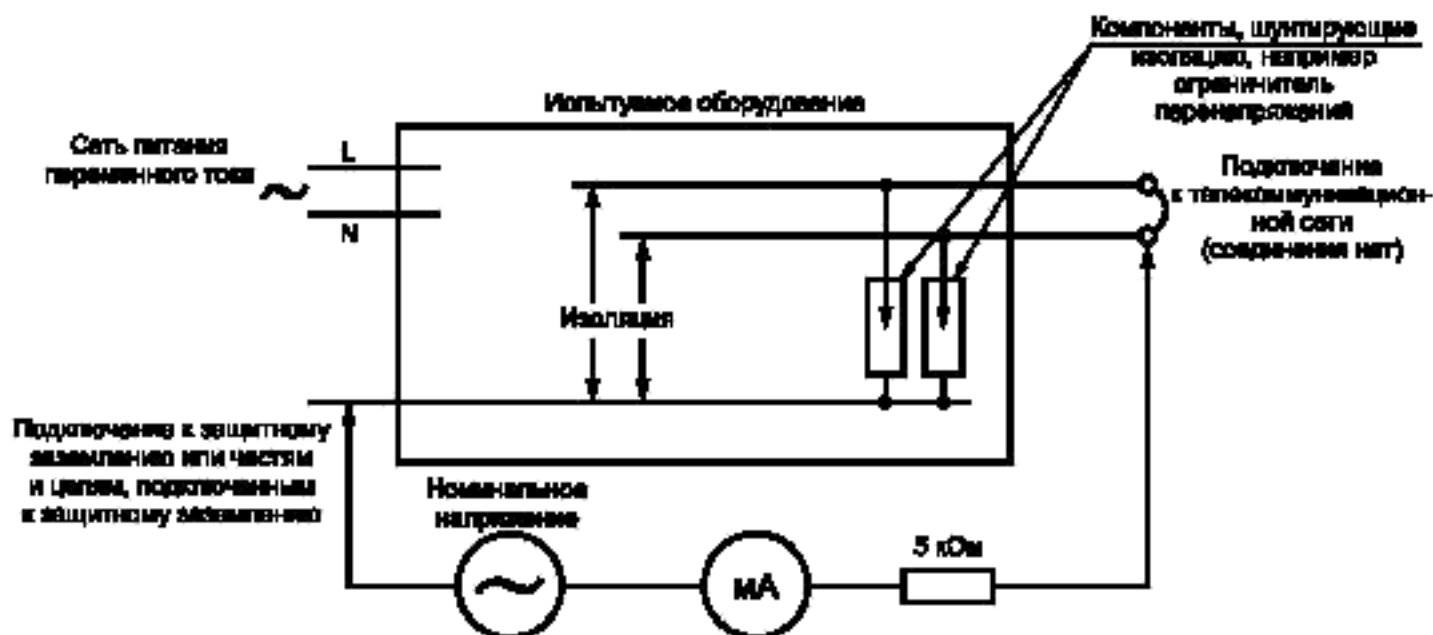 Компоненты, шунтирующие
изоляцию, например
ограничитель
перенапряжений
Испытуемое оборудование
Сеть питания
переменного тока
L
N
Подключение
к телекоммуникацион-
ной сети
(соединения нет)
Изоляция
Подключение к защитному
заземлению или частям
и цепям, подключенным
к защитному заземлению
Номинальное
напряжение
мА
5 кОм